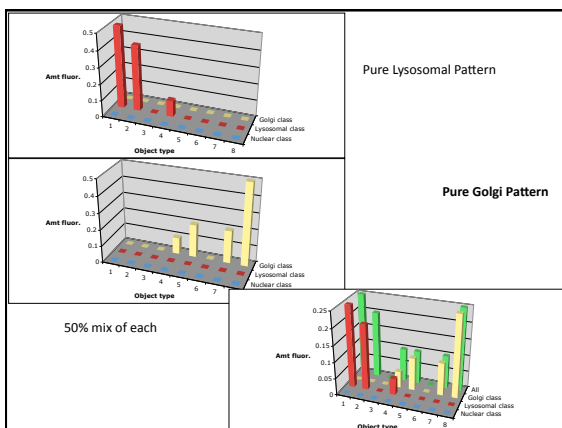 0.5
0.4
0.3
0.2
0.1
0
Amt fluor.
1 2 3 4 5 6 7 8
Object type
Golgi class
Lysosomal class
Nuclear class
Pure Lysosomal Pattern
0.5
0.4
0.3
0.2
0.1
0
Amt fluor.
1 2 3 4 5 6 7 8
Object type
Golgi class
Lysosomal class
Nuclear class
Pure Golgi Pattern
50% mix of each
0.25
0.2
0.15
0.1
0.05
0
Amt fluor.
1 2 3 4 5 6 7 8
Object type
All
Golgi class
Lysosomal class
Nuclear class